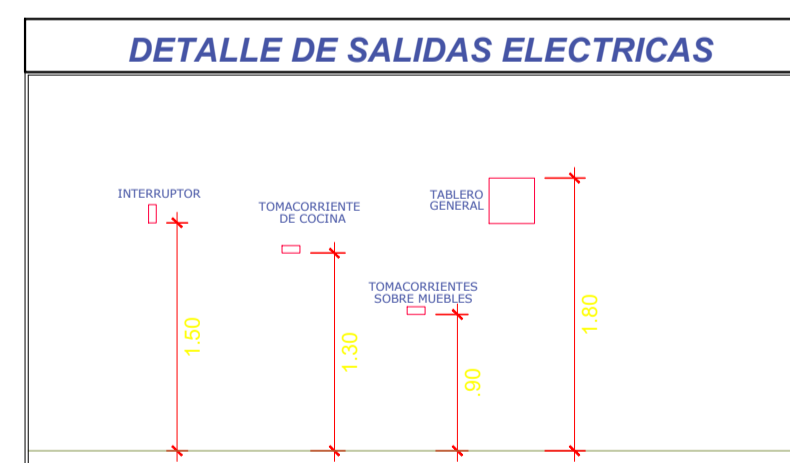 DETALLE DE SALIDAS ELECTRICAS
INTERRUPTOR
TOMACORRIENTE
DE COCINA
TABLERO
GENERAL
TOMACORRIENTES
SOBRE MUEBLES
1.50
1.30
.90
1.80